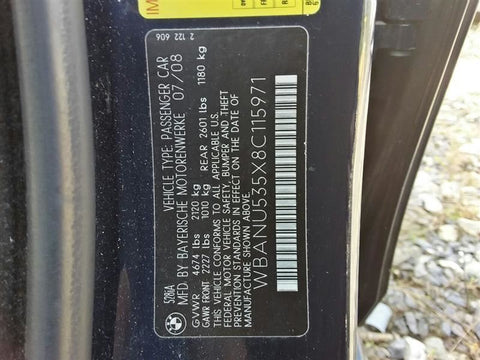 528iA VEHICLE TYPE: PASSENGER CAR 2 122 606
MFD BY BAYERISCHE MOTORENWERKE 07/08
GVWR 4674 lbs 2120 kg
GAWR FRONT 2227 lbs 1010 kg REAR 2601 lbs 1180 kg
THIS VEHICLE CONFORMS TO ALL APPLICABLE
FEDERAL MOTOR VEHICLE SAFETY, BUMPER AND THEFT
PREVENTION STANDARDS IN EFFECT ON THE DATE OF
MANUFACTURE SHOWN ABOVE.
WBANU535X8C115971